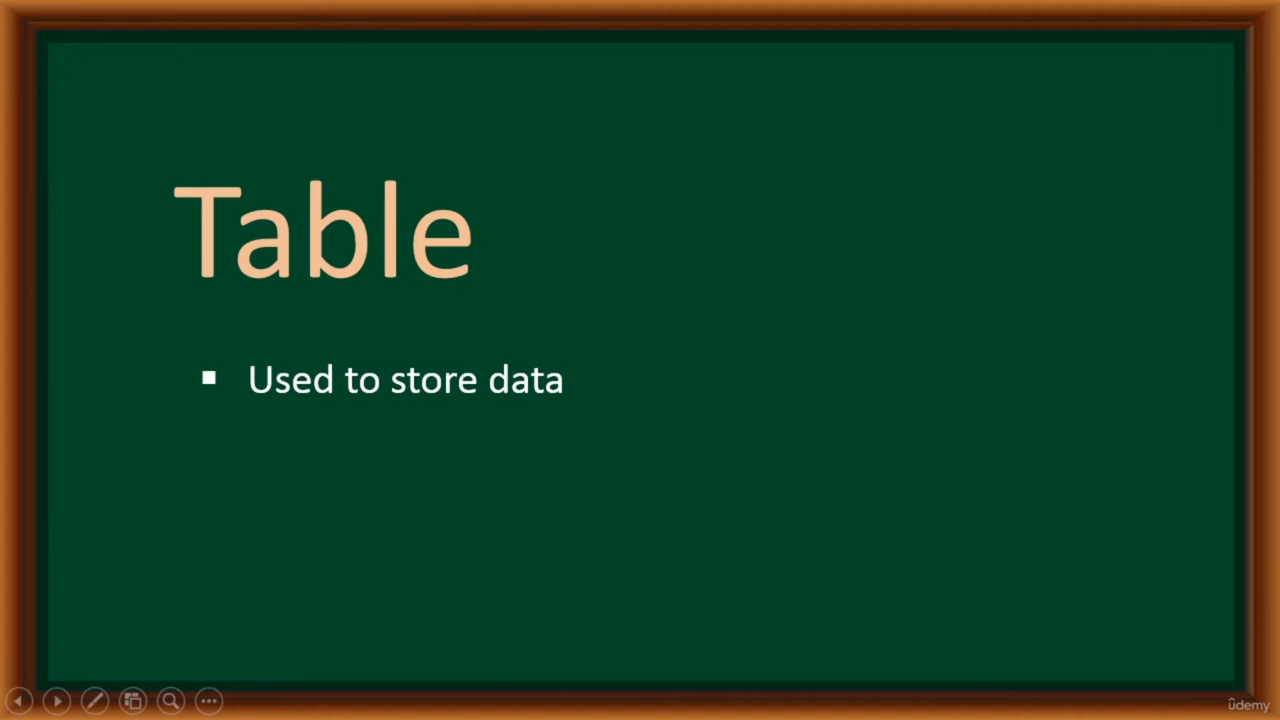 Table
▪ Used to store data
udemy